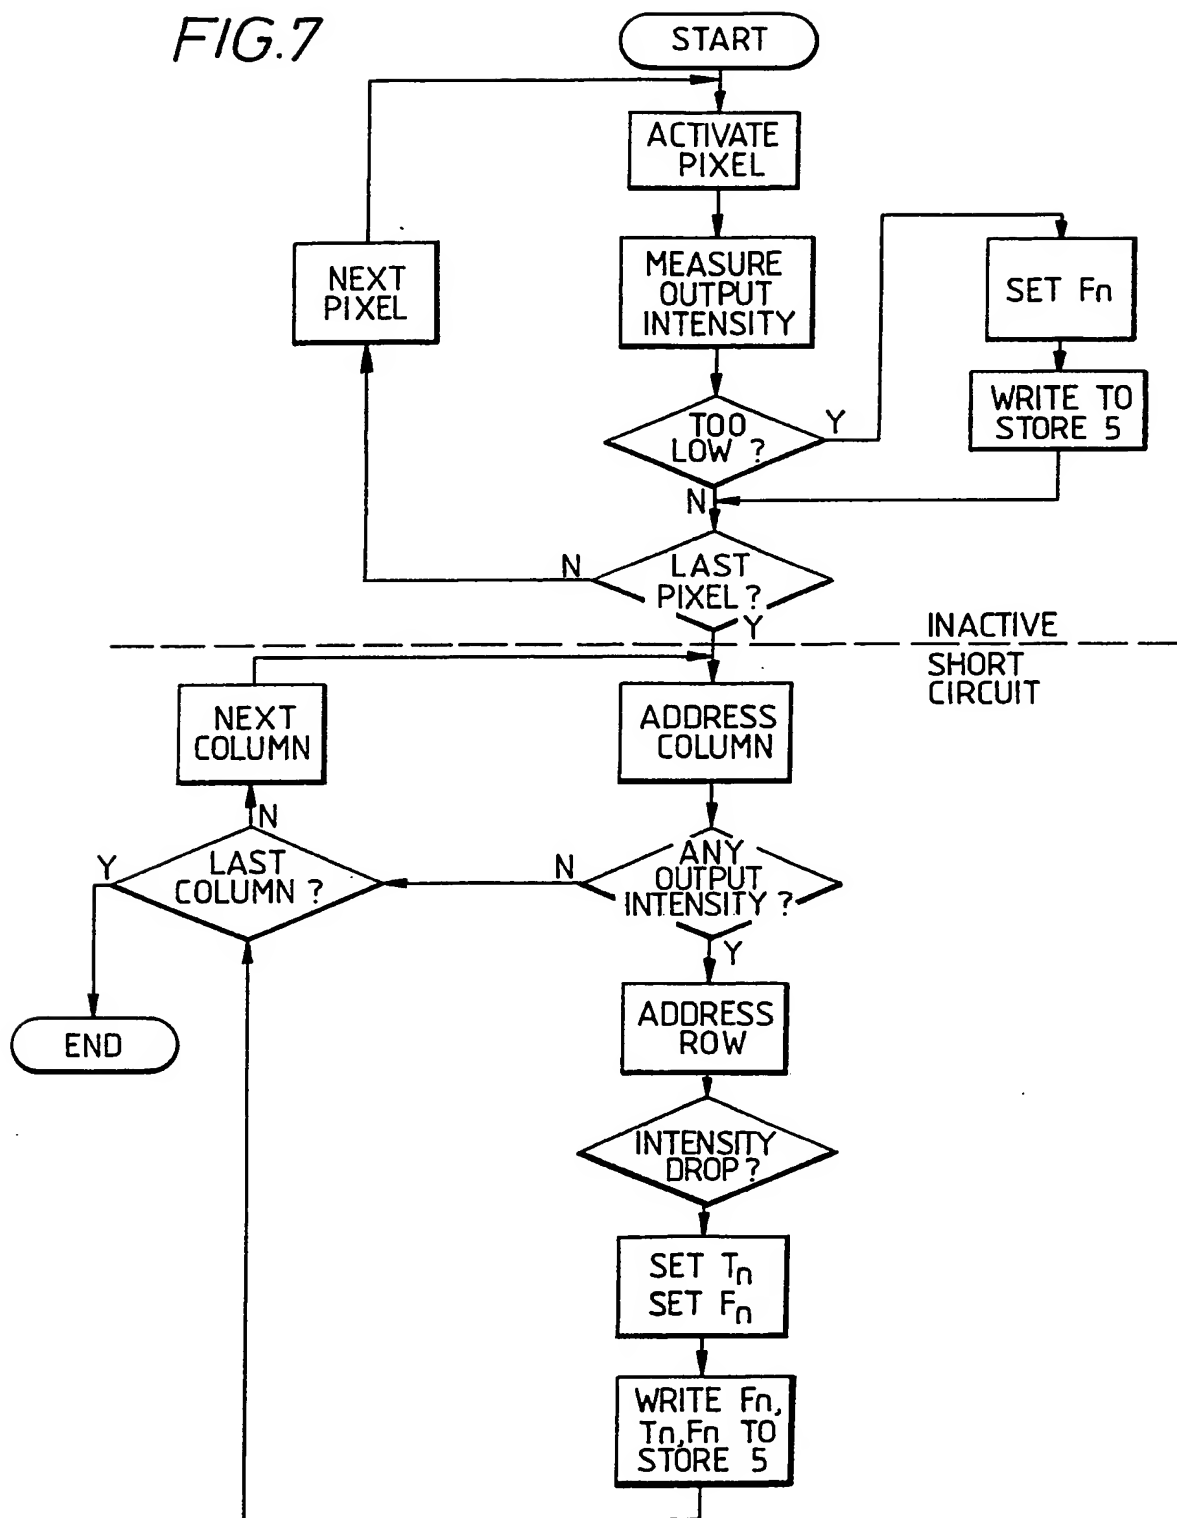 FIG.7
START
ACTIVATE
PIXEL
NEXT
PIXEL
MEASURE
OUTPUT
INTENSITY
SET Fn
WRITE TO
STORE 5
TOO
LOW ?
Y
N
LAST
PIXEL?
N
Y
INACTIVE
SHORT
CIRCUIT
NEXT
COLUMN
ADDRESS
COLUMN
N
Y
LAST
COLUMN ?
N
ANY
OUTPUT
INTENSITY ?
Y
ADDRESS
ROW
END
INTENSITY
DROP?
SET Tn
SET Fn
WRITE Fn,
Tn,Fn TO
STORE 5